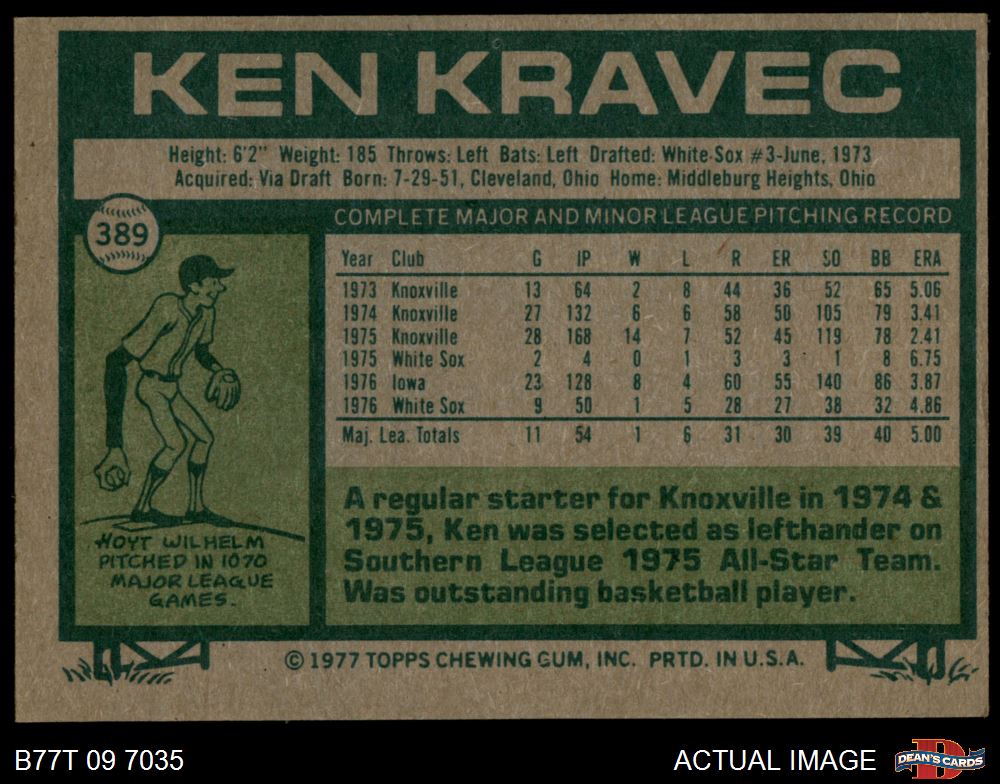 KEN KRAVEC
Height: 6'2" Weight: 185 Throws: Left Bats: Left Drafted: White Sox #3-June, 1973
Acquired: Via Draft Born: 7-29-51, Cleveland, Ohio Home: Middleburg Heights, Ohio
389
COMPLETE MAJOR AND MINOR LEAGUE PITCHING RECORD
Year Club G IP W L R ER SO BB ERA
1973 Knoxville 13 64 2 8 44 36 52 65 5.06
1974 Knoxville 27 132 6 6 58 50 105 79 3.41
1975 Knoxville 28 168 14 7 52 45 119 78 2.41
1975 White Sox 2 4 0 1 3 3 1 8 6.75
1976 Iowa 23 128 8 4 60 55 140 86 3.87
1976 White Sox 9 50 1 5 28 27 38 32 4.86
Maj. Lea. Totals 11 54 1 6 31 30 39 40 5.00
HOYT WILHELM
PITCHED IN 1070
MAJOR LEAGUE
GAMES.
A regular starter for Knoxville in 1974 &
1975, Ken was selected as lefthander on
Southern League 1975 All-Star Team.
Was outstanding basketball player.
© 1977 TOPPS CHEWING GUM, INC. PRTD. IN U.S.A.
B77T 09 7035
ACTUAL IMAGE
D
DEAN'S CARDS